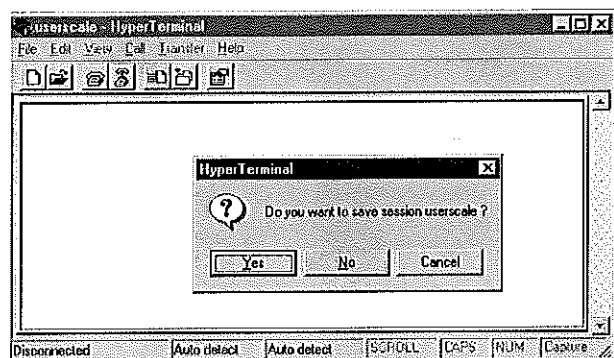 userscale - HyperTerminal
File Edit View Call Transfer Help
HyperTerminal
Do you want to save session userscale ?
Yes No Cancel
Disconnected Auto detect Auto detect SCROLL CAPS NUM Capture